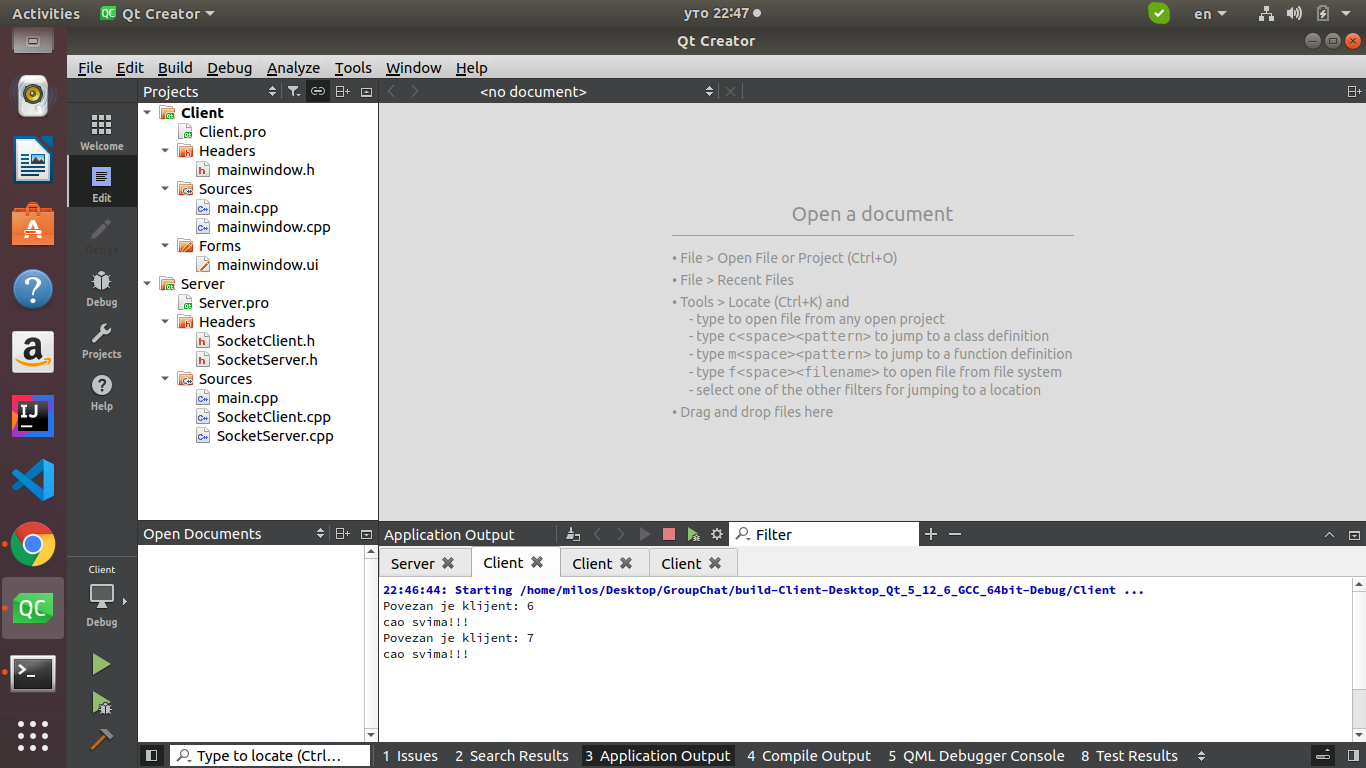 Activities Qt Creator уто 22:47 en
Qt Creator
File Edit Build Debug Analyze Tools Window Help
Projects <no document>
Welcome
Edit
Design
Debug
Projects
Help
Client
Client.pro
Headers
mainwindow.h
Sources
main.cpp
mainwindow.cpp
Forms
mainwindow.ui
Server
Server.pro
Headers
SocketClient.h
SocketServer.h
Sources
main.cpp
SocketClient.cpp
SocketServer.cpp
Open a document
• File > Open File or Project (Ctrl+O)
• File > Recent Files
• Tools > Locate (Ctrl+K) and
- type to open file from any open project
- type c<space><pattern> to jump to a class definition
- type m<space><pattern> to jump to a function definition
- type f<space><filename> to open file from file system
- select one of the other filters for jumping to a location
• Drag and drop files here
Open Documents
Client
Debug
Application Output Filter
Server Client Client Client
22:46:44: Starting /home/milos/Desktop/GroupChat/build-Client-Desktop_Qt_5_12_6_GCC_64bit-Debug/Client ...
Povezan je klijent: 6
cao svima!!!
Povezan je klijent: 7
cao svima!!!
Type to locate (Ctrl... 1 Issues 2 Search Results 3 Application Output 4 Compile Output 5 QML Debugger Console 8 Test Results